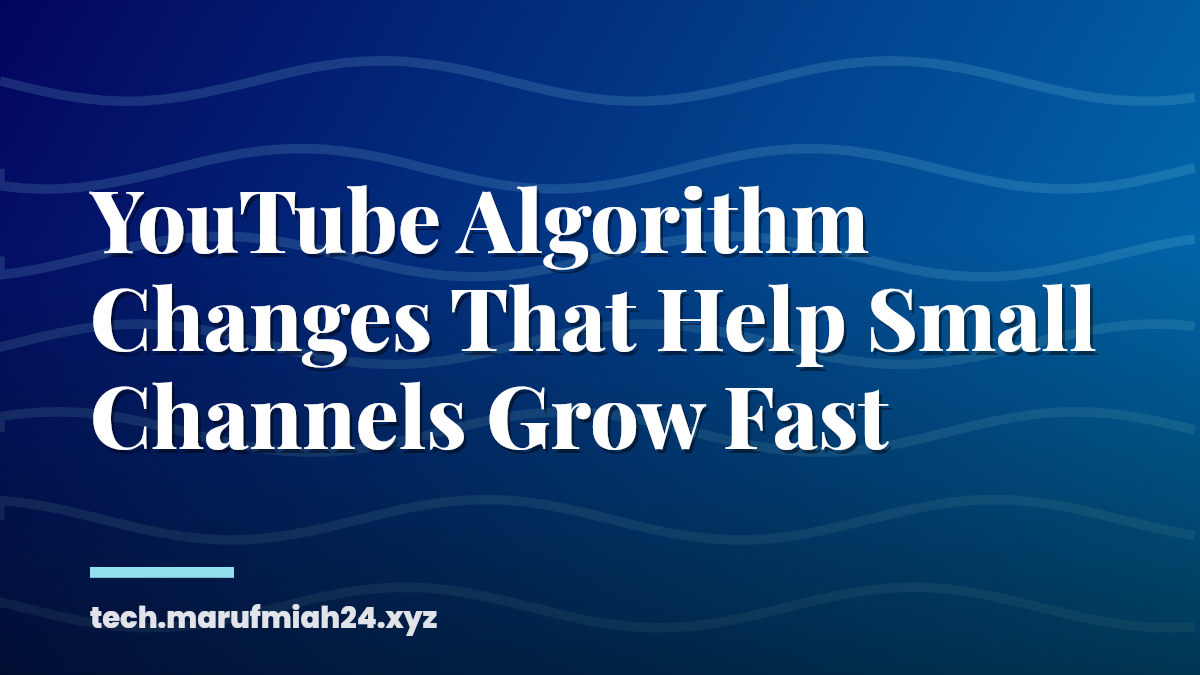 YouTube Algorithm
Changes That Help Small
Channels Grow Fast
tech.marufmiah24.xyz